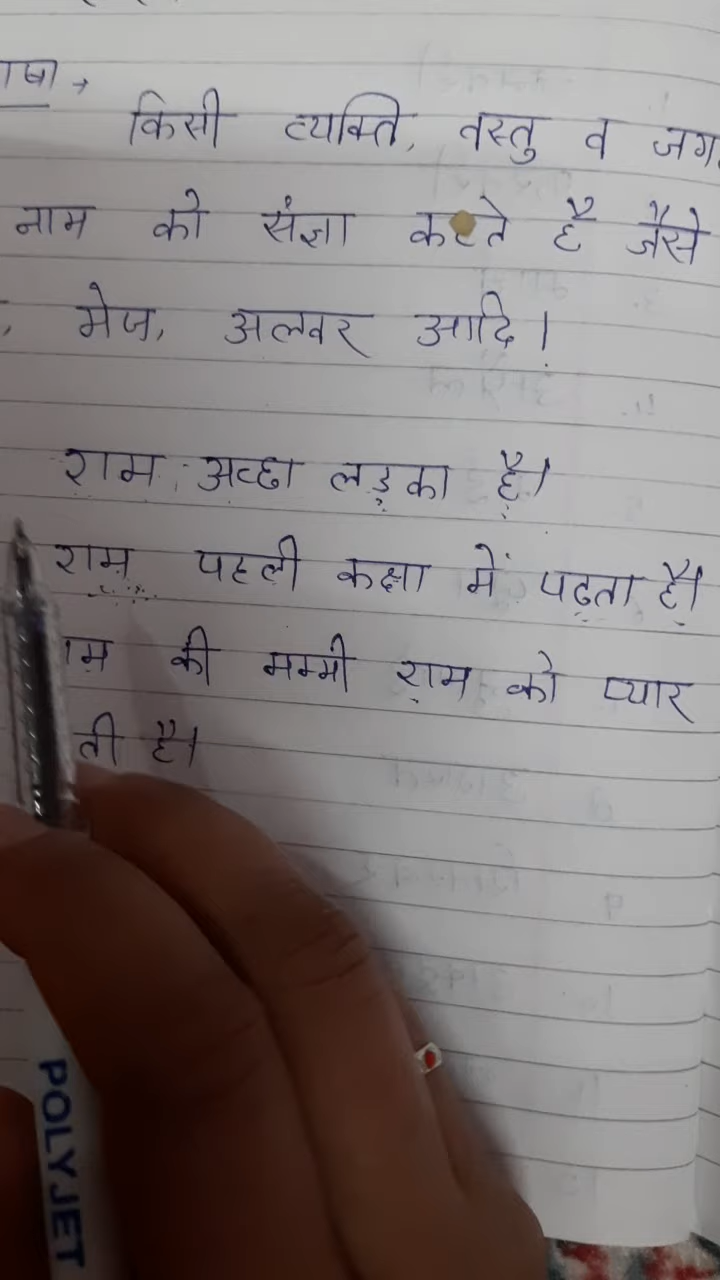 किसी व्यक्ति, वस्तु व
नाम को संज्ञा कहते है जैसे
, मेज, अलवर आदि।
राम अच्छा लड़का है।
राम पहली कक्षा में पढ़ता है।
की मम्मी राम को प्यार
ती है।
POLYJET